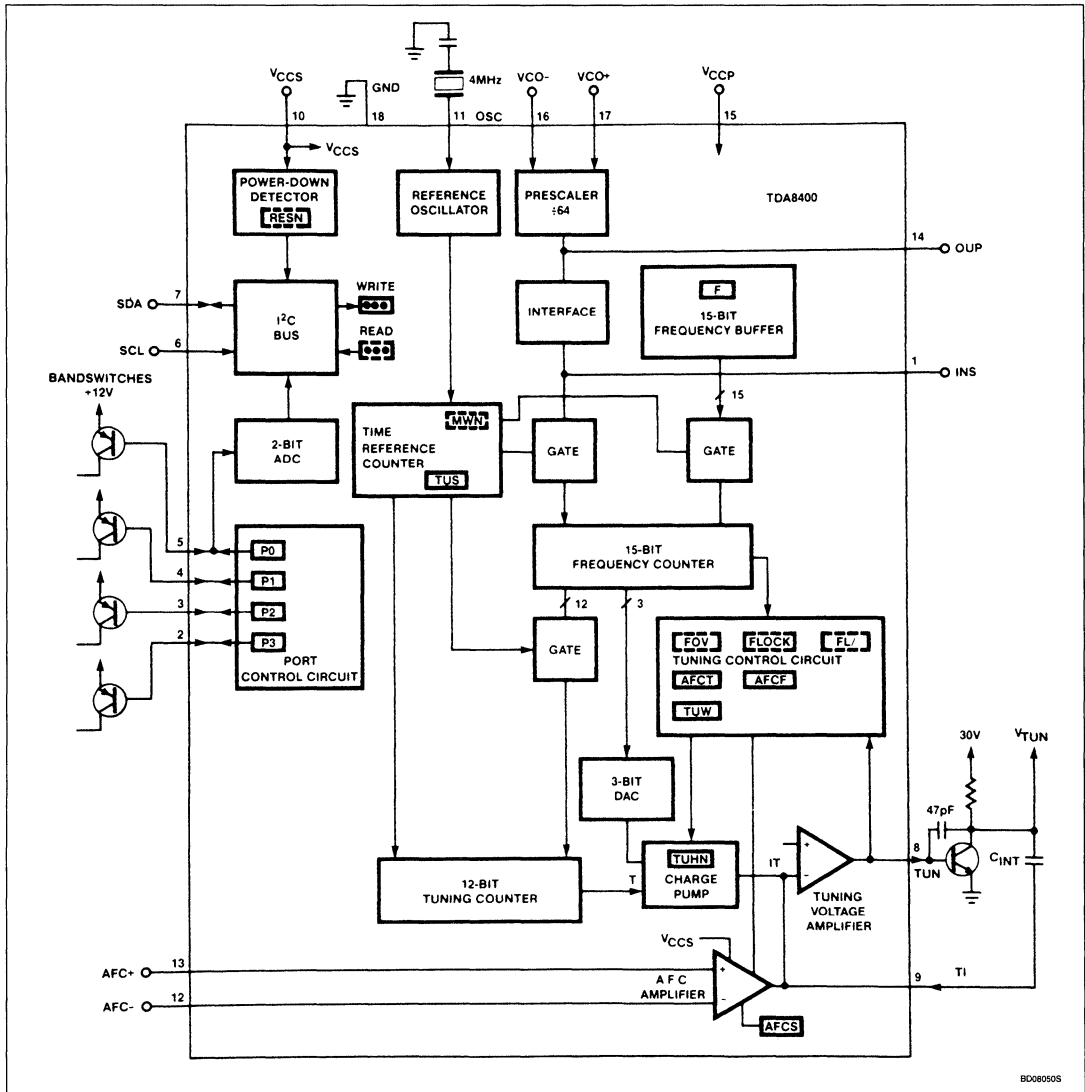 4MHz
VCCS
GND
VCO-
VCO+
VCCP
10
18
11
OSC
16
17
15
VCCS
POWER-DOWN
DETECTOR
RESN
REFERENCE
OSCILLATOR
PRESCALER
÷64
TDA8400
14
OUP
SDA
7
I²C
BUS
WRITE
READ
SCL
6
INTERFACE
F
15-BIT
FREQUENCY BUFFER
1
INS
BANDSWITCHES
+12V
15
2-BIT
ADC
TIME
REFERENCE
COUNTER
MWN
TUS
GATE
GATE
5
P0
4
P1
3
P2
2
P3
PORT
CONTROL CIRCUIT
15-BIT
FREQUENCY COUNTER
12
3
GATE
FOV
FLOCK
FL/
TUNING CONTROL CIRCUIT
AFCT
AFCF
TUW
3-BIT
DAC
30V
VTUN
47pF
8
TUN
CINT
12-BIT
TUNING COUNTER
T
TUHN
CHARGE
PUMP
IT
+
-
TUNING
VOLTAGE
AMPLIFIER
VCCS
AFC+
13
+
-
AFC
AMPLIFIER
9
TI
AFC-
12
AFCS
BD08050S